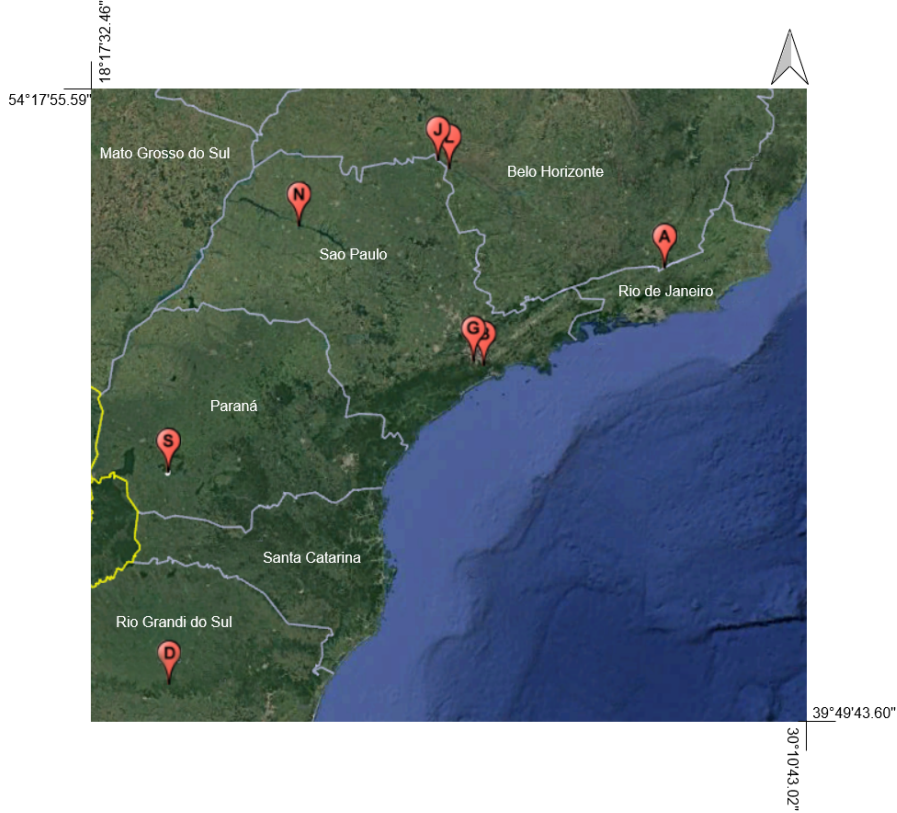 18°17'32.46"
54°17'55.59"
J
L
Mato Grosso do Sul
Belo Horizonte
N
A
Sao Paulo
Rio de Janeiro
G
B
Paraná
S
Santa Catarina
Rio Grandi do Sul
D
39°49'43.60"
30°10'43.02"